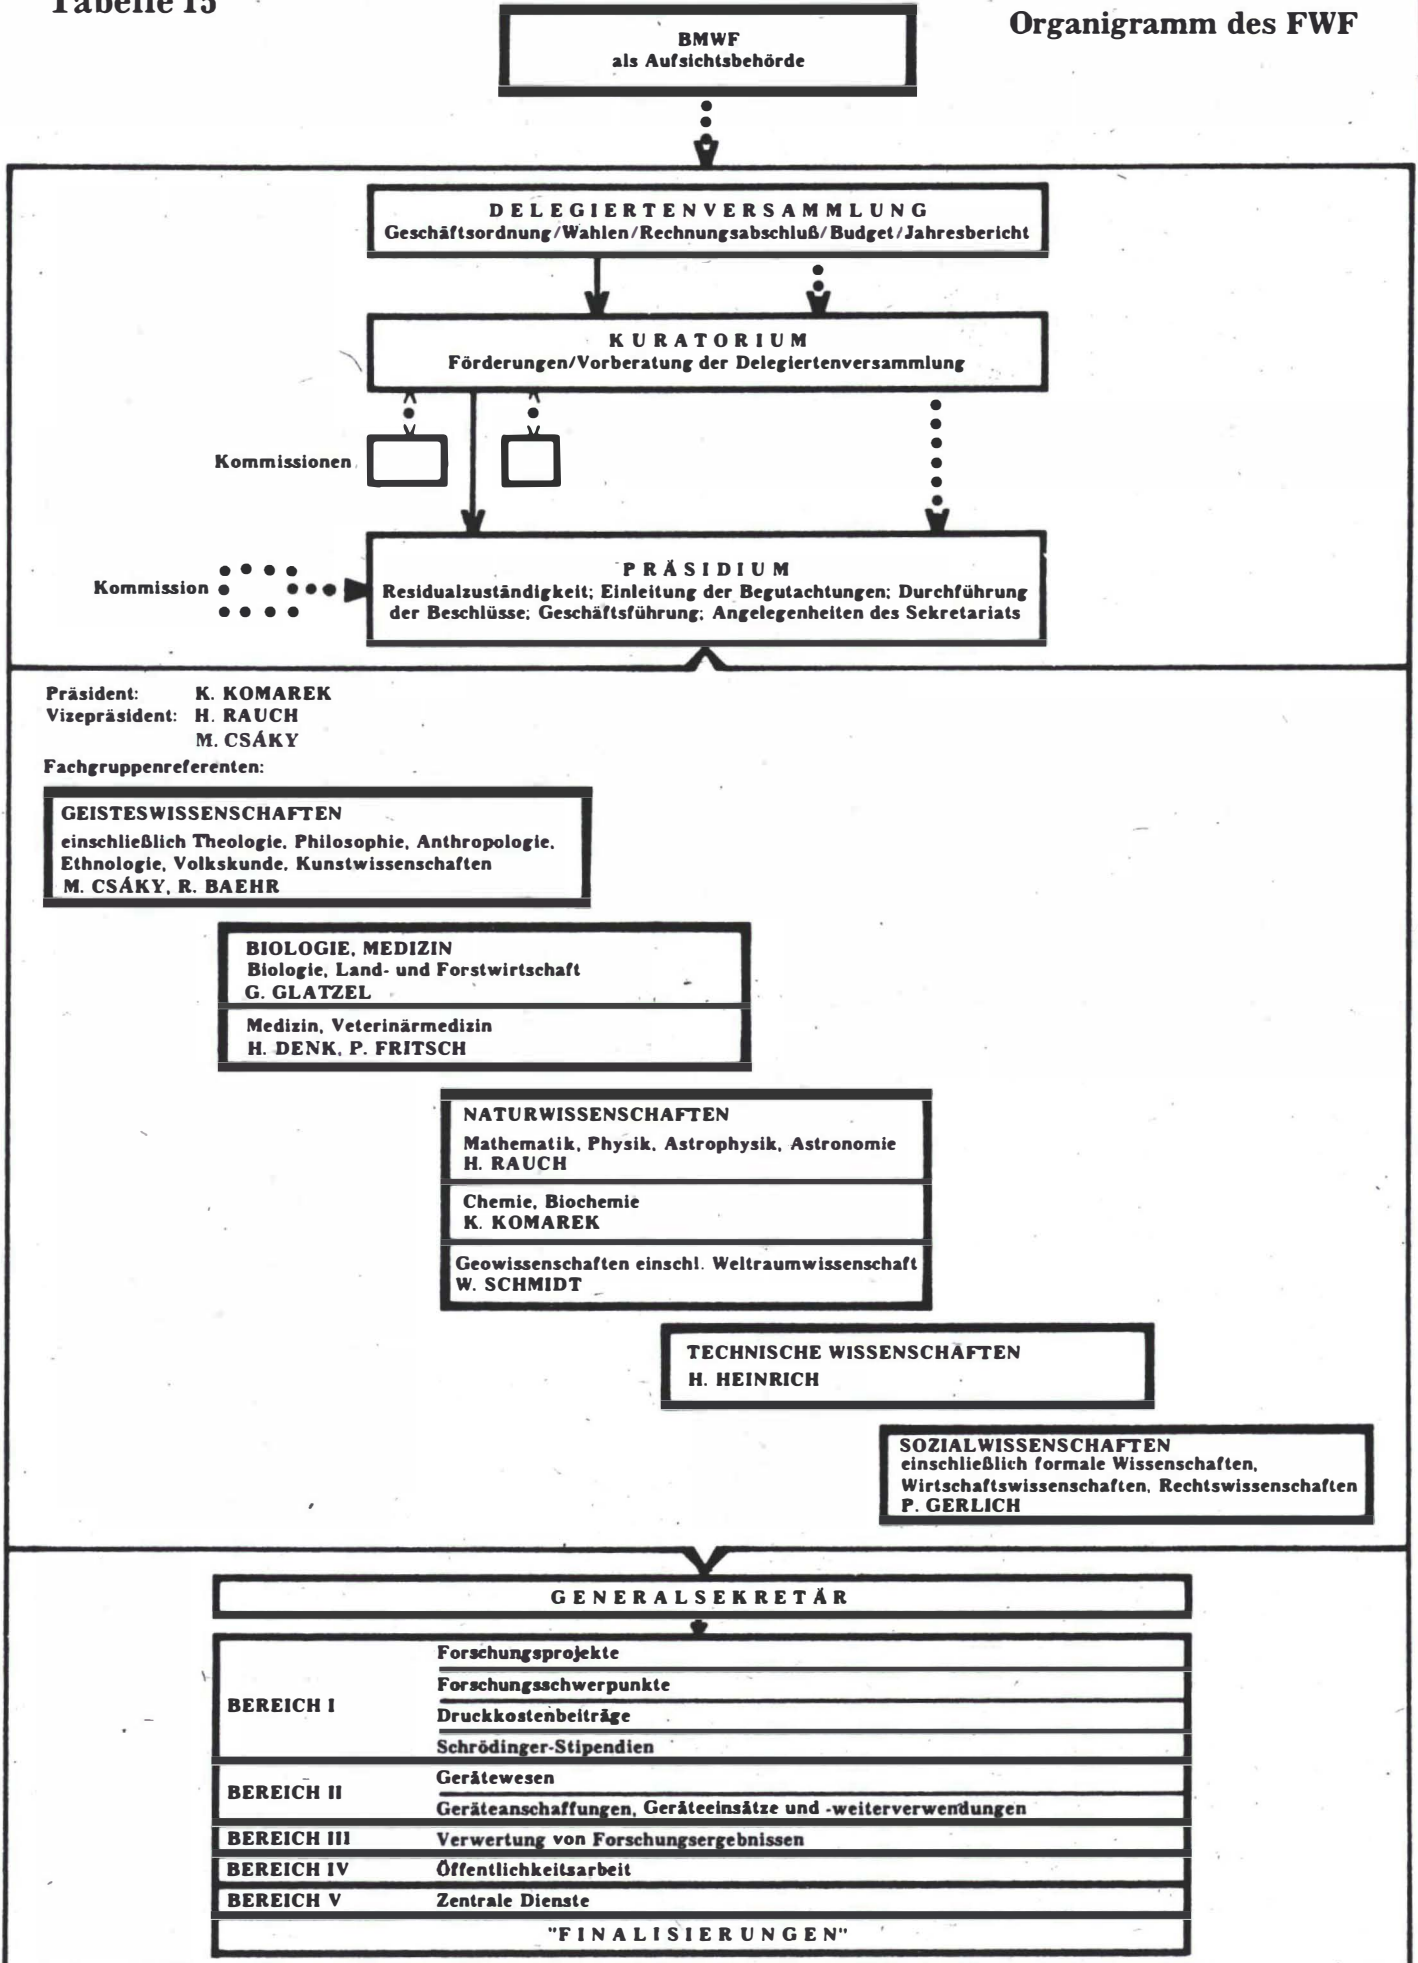 Tabelle 15
Organigramm des FWF
BMWF
als Aufsichtsbehörde
DELEGIERTENVERSAMMLUNG
Geschäftsordnung/Wahlen/Rechnungsabschluß/Budget/Jahresbericht
KURATORIUM
Förderungen/Vorberatung der Delegiertenversammlung
Kommissionen
PRÄSIDIUM
Kommission
Residualzuständigkeit; Einleitung der Begutachtungen; Durchführung
der Beschlüsse; Geschäftsführung; Angelegenheiten des Sekretariats
Präsident: K. KOMAREK
Vizepräsident: H. RAUCH
M. CSÁKY
Fachgruppenreferenten:
GEISTESWISSENSCHAFTEN
einschließlich Theologie, Philosophie, Anthropologie,
Ethnologie, Volkskunde, Kunstwissenschaften
M. CSÁKY, R. BAEHR
BIOLOGIE, MEDIZIN
Biologie, Land- und Forstwirtschaft
G. GLATZEL
Medizin, Veterinärmedizin
H. DENK, P. FRITSCH
NATURWISSENSCHAFTEN
Mathematik, Physik, Astrophysik, Astronomie
H. RAUCH
Chemie, Biochemie
K. KOMAREK
Geowissenschaften einschl. Weltraumwissenschaft
W. SCHMIDT
TECHNISCHE WISSENSCHAFTEN
H. HEINRICH
SOZIALWISSENSCHAFTEN
einschließlich formale Wissenschaften,
Wirtschaftswissenschaften, Rechtswissenschaften
P. GERLICH
GENERALSEKRETÄR
BEREICH I
Forschungsprojekte
Forschungsschwerpunkte
Druckkostenbeiträge
Schrödinger-Stipendien
BEREICH II
Gerätewesen
Geräteanschaffungen, Geräteeinsätze und -weiterverwendungen
BEREICH III Verwertung von Forschungsergebnissen
BEREICH IV Öffentlichkeitsarbeit
BEREICH V Zentrale Dienste
"FINALISIERUNGEN"